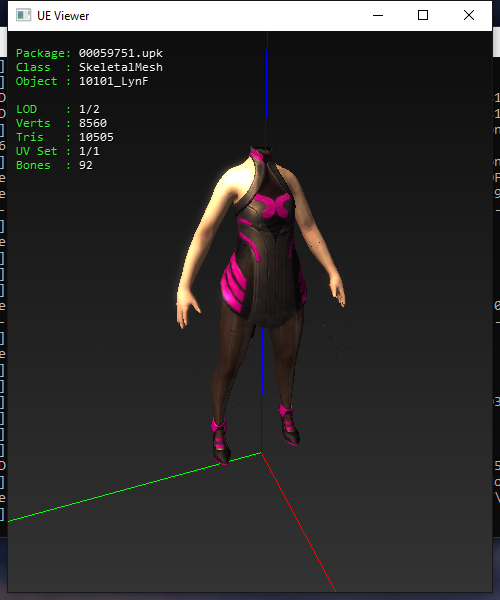 UE Viewer
Package: 00059751.upk
Class : SkeletalMesh
Object : 10101_LynF
LOD : 1/2
Verts : 8560
Tris : 10505
UV Set : 1/1
Bones : 92